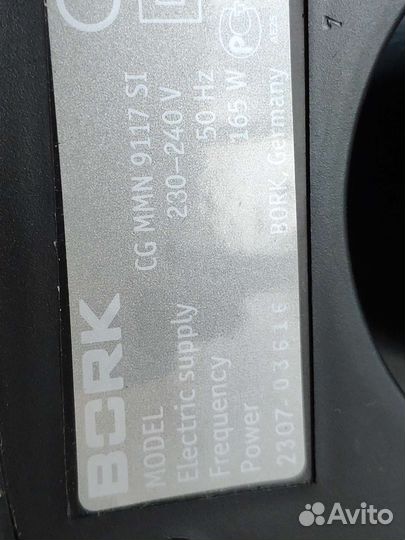 BORK
MODEL CG MMN 9117 SI
Electric supply 230-240 V
Frequency 50 Hz
Power 165 W
2307-03616 BORK, Germany
7
Avito